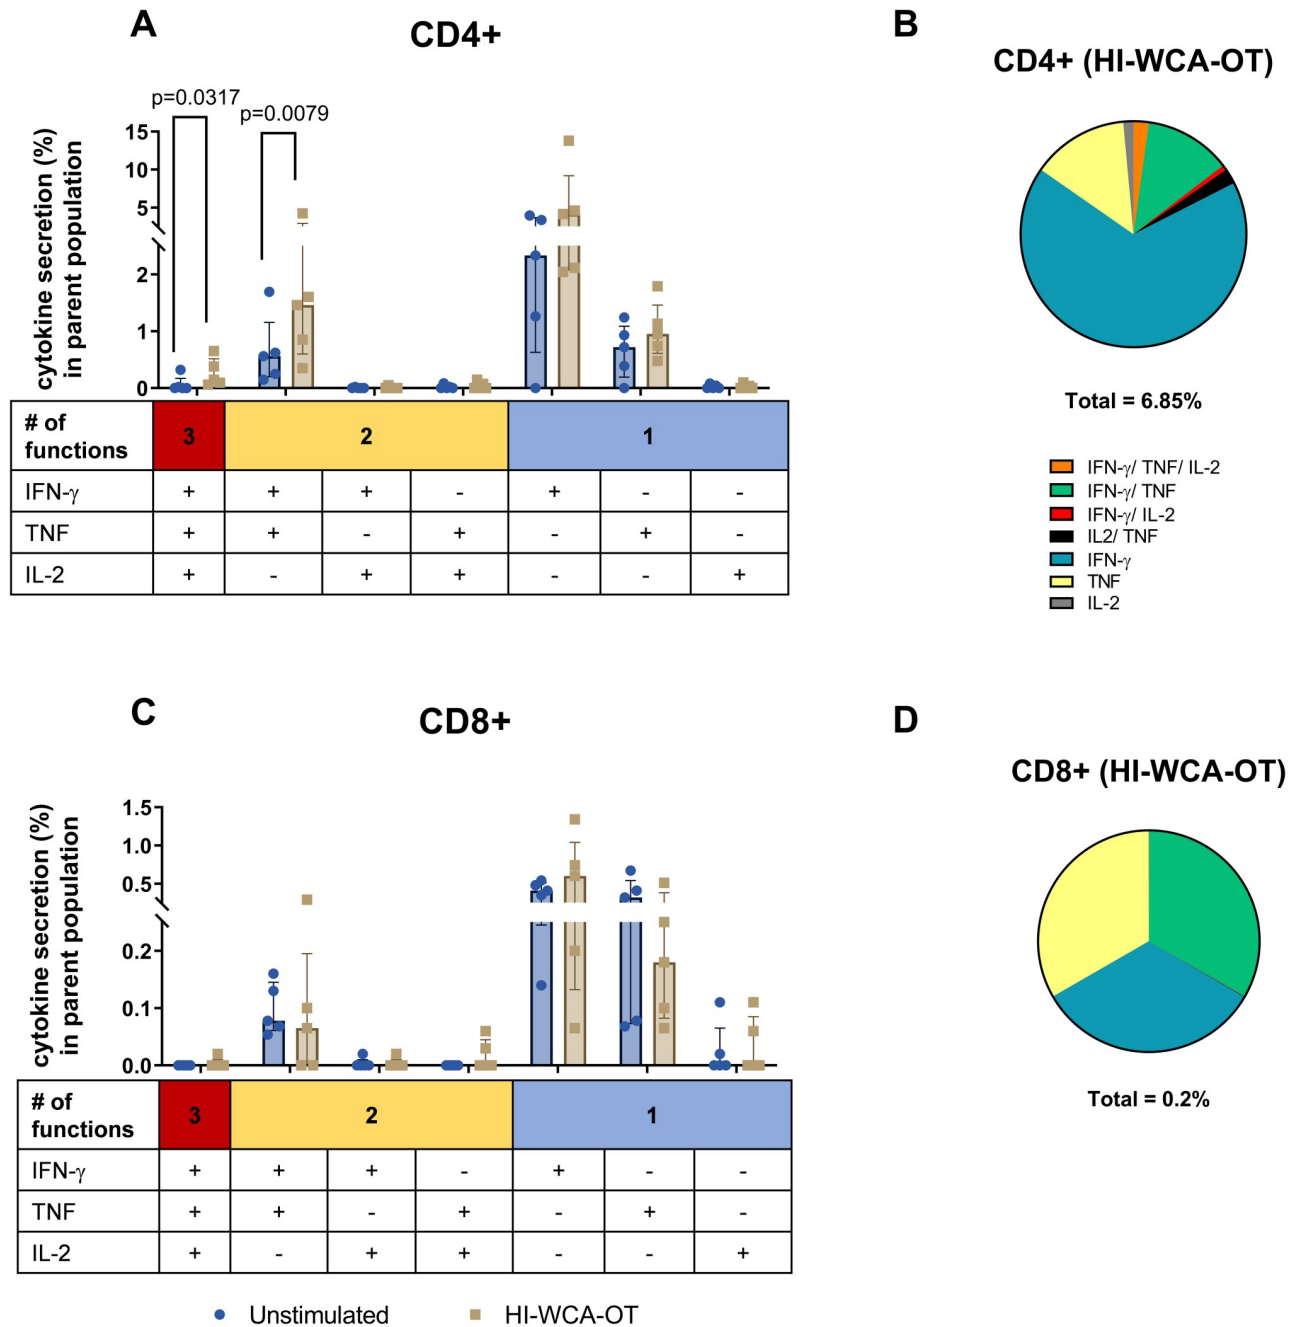 A
CD4+
p=0.0317
p=0.0079
cytokine secretion (%)
in parent population
15
10
5
2
1
0
# of
functions
3
2
1
IFN-γ + + + - + - -
TNF + + - + - + -
IL-2 + - + + - - +
B
CD4+ (HI-WCA-OT)
Total = 6.85%
IFN-γ/ TNF/ IL-2
IFN-γ/ TNF
IFN-γ/ IL-2
IL2/ TNF
IFN-γ
TNF
IL-2
C
CD8+
cytokine secretion (%)
in parent population
1.5
1.0
0.5
0.2
0.1
0.0
# of
functions
3
2
1
IFN-γ + + + - + - -
TNF + + - + - + -
IL-2 + - + + - - +
Unstimulated
HI-WCA-OT
D
CD8+ (HI-WCA-OT)
Total = 0.2%